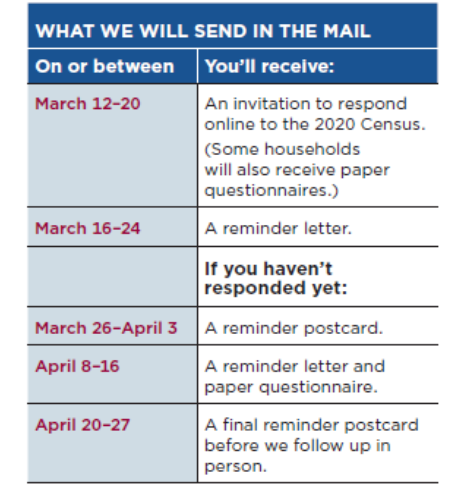 WHAT WE WILL SEND IN THE MAIL
On or between You'll receive:
March 12–20 An invitation to respond
online to the 2020 Census.
(Some households
will also receive paper
questionnaires.)
March 16–24 A reminder letter.
If you haven't
responded yet:
March 26–April 3 A reminder postcard.
April 8–16 A reminder letter and
paper questionnaire.
April 20–27 A final reminder postcard
before we follow up in
person.